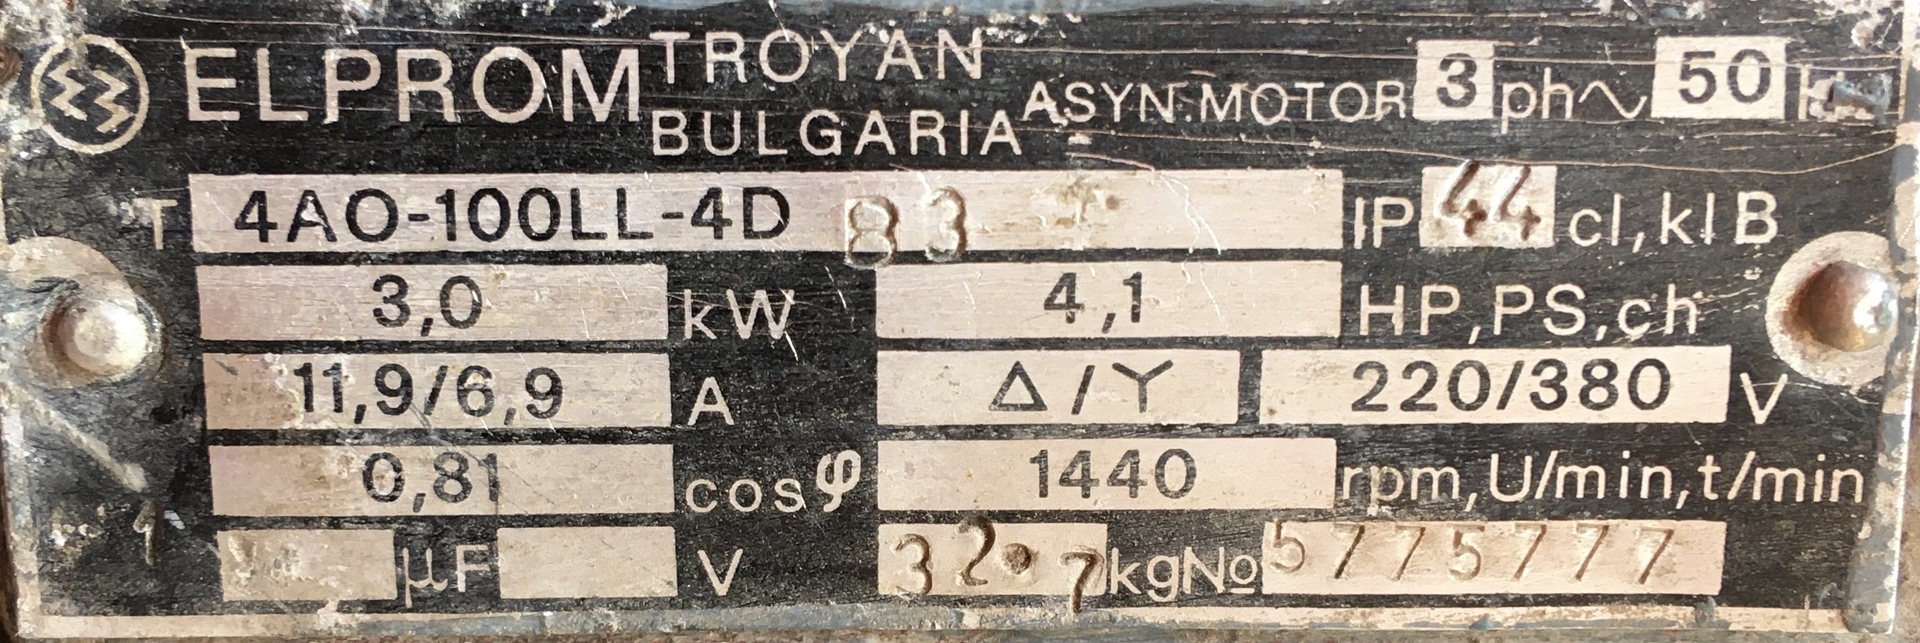 ELPROM TROYAN BULGARIA ASYN.MOTOR 3 ph~ 50
T 4AO-100LL-4D B3 IP 44 cl,kl B
3,0 kW 4,1 HP,PS,ch
11,9/6,9 A Δ/Y 220/380 V
0,81 cosφ 1440 rpm,U/min,t/min
µF V 32.7 kg № 5775777